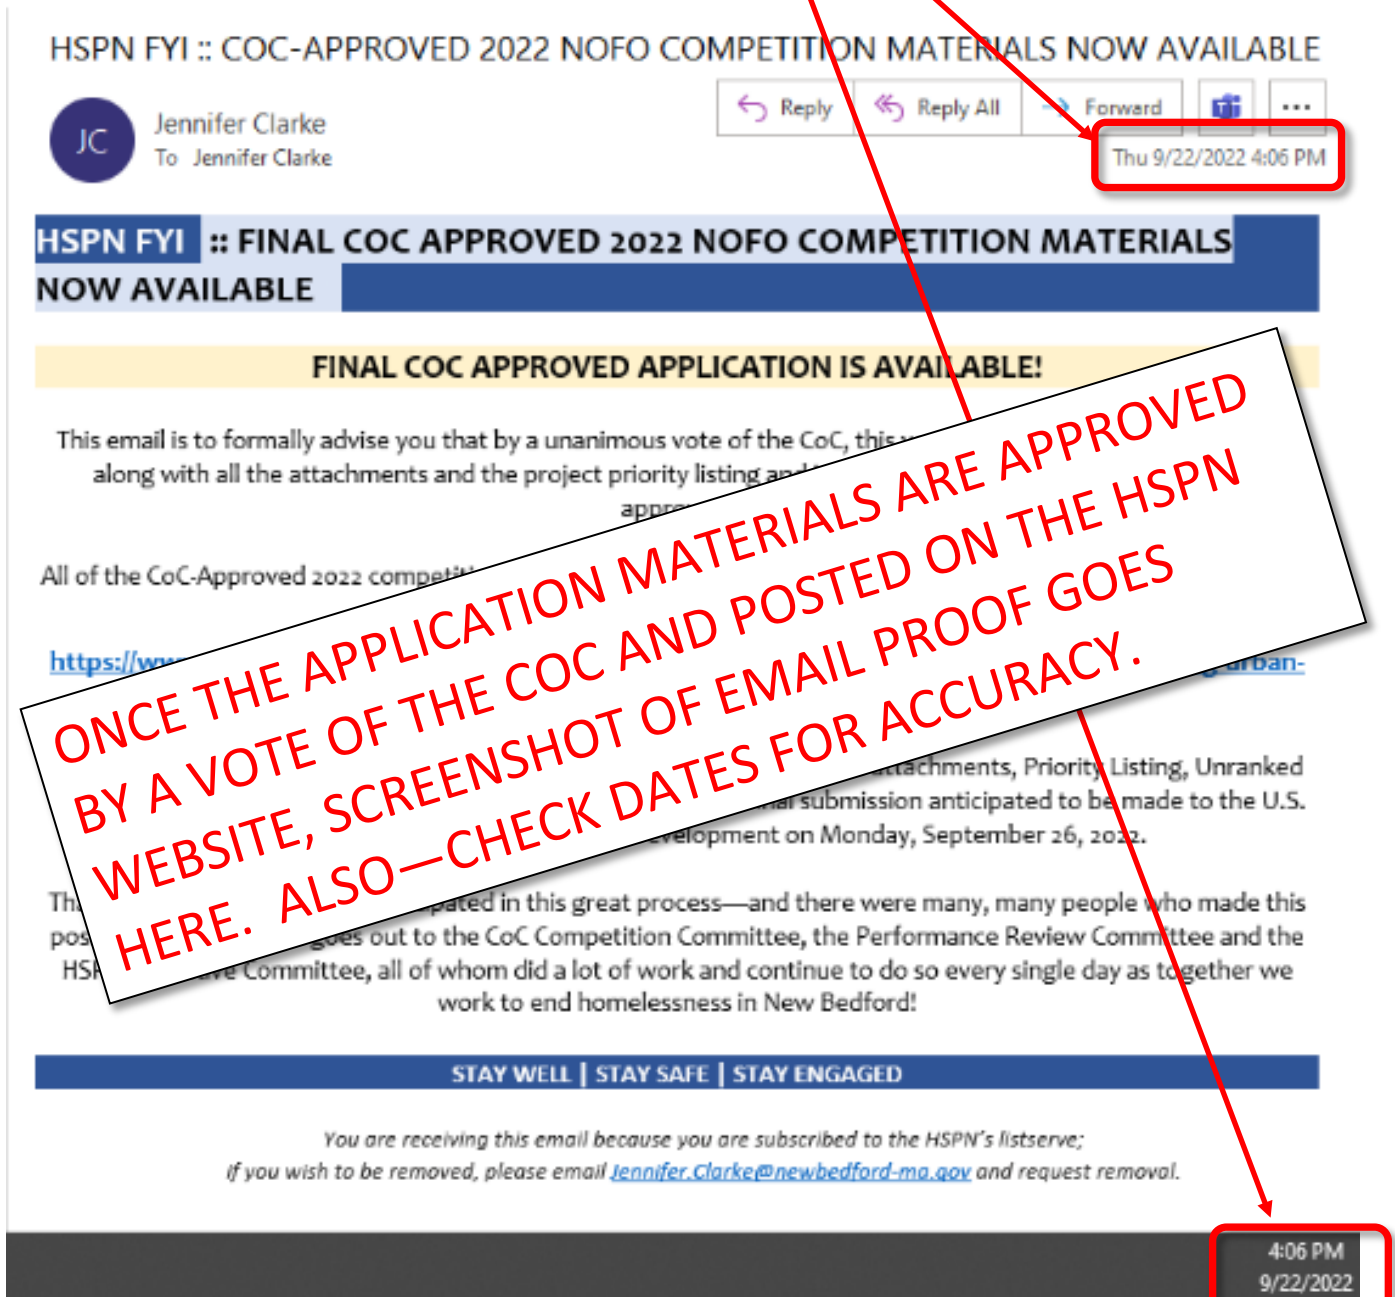 HSPN FYI :: COC-APPROVED 2022 NOFO COMPETITION MATERIALS NOW AVAILABLE
JC
Jennifer Clarke
To Jennifer Clarke
Reply
Reply All
Forward
Thu 9/22/2022 4:06 PM
HSPN FYI :: FINAL COC APPROVED 2022 NOFO COMPETITION MATERIALS
NOW AVAILABLE
FINAL COC APPROVED APPLICATION IS AVAILABLE!
This email is to formally advise you that by a unanimous vote of the CoC, this
along with all the attachments and the project priority listing
All of the CoC-Approved 2022
https://
urban-
ONCE THE APPLICATION MATERIALS ARE APPROVED
BY A VOTE OF THE COC AND POSTED ON THE HSPN
WEBSITE, SCREENSHOT OF EMAIL PROOF GOES
HERE. ALSO—CHECK DATES FOR ACCURACY.
Priority Listing, Unranked
submission anticipated to be made to the U.S.
on Monday, September 26, 2022.
in this great process—and there were many, many people who made this
goes out to the CoC Competition Committee, the Performance Review Committee and the
Committee, all of whom did a lot of work and continue to do so every single day as together we
work to end homelessness in New Bedford!
STAY WELL | STAY SAFE | STAY ENGAGED
You are receiving this email because you are subscribed to the HSPN's listserve;
if you wish to be removed, please email Jennifer.Clarke@newbedford-ma.gov and request removal.
4:06 PM
9/22/2022